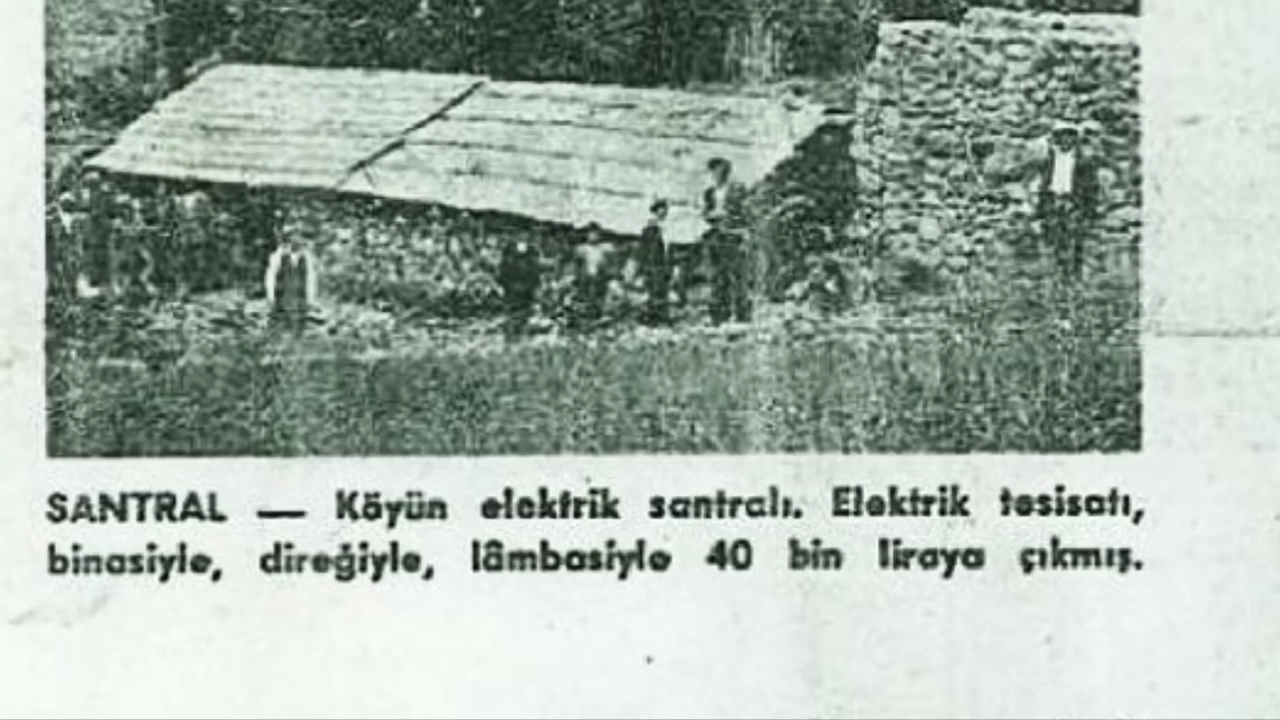 SANTRAL — Köyün elektrik santralı. Elektrik tesisatı,
binasiyle, direğiyle, lâmbasiyle 40 bin liraya çıkmış.